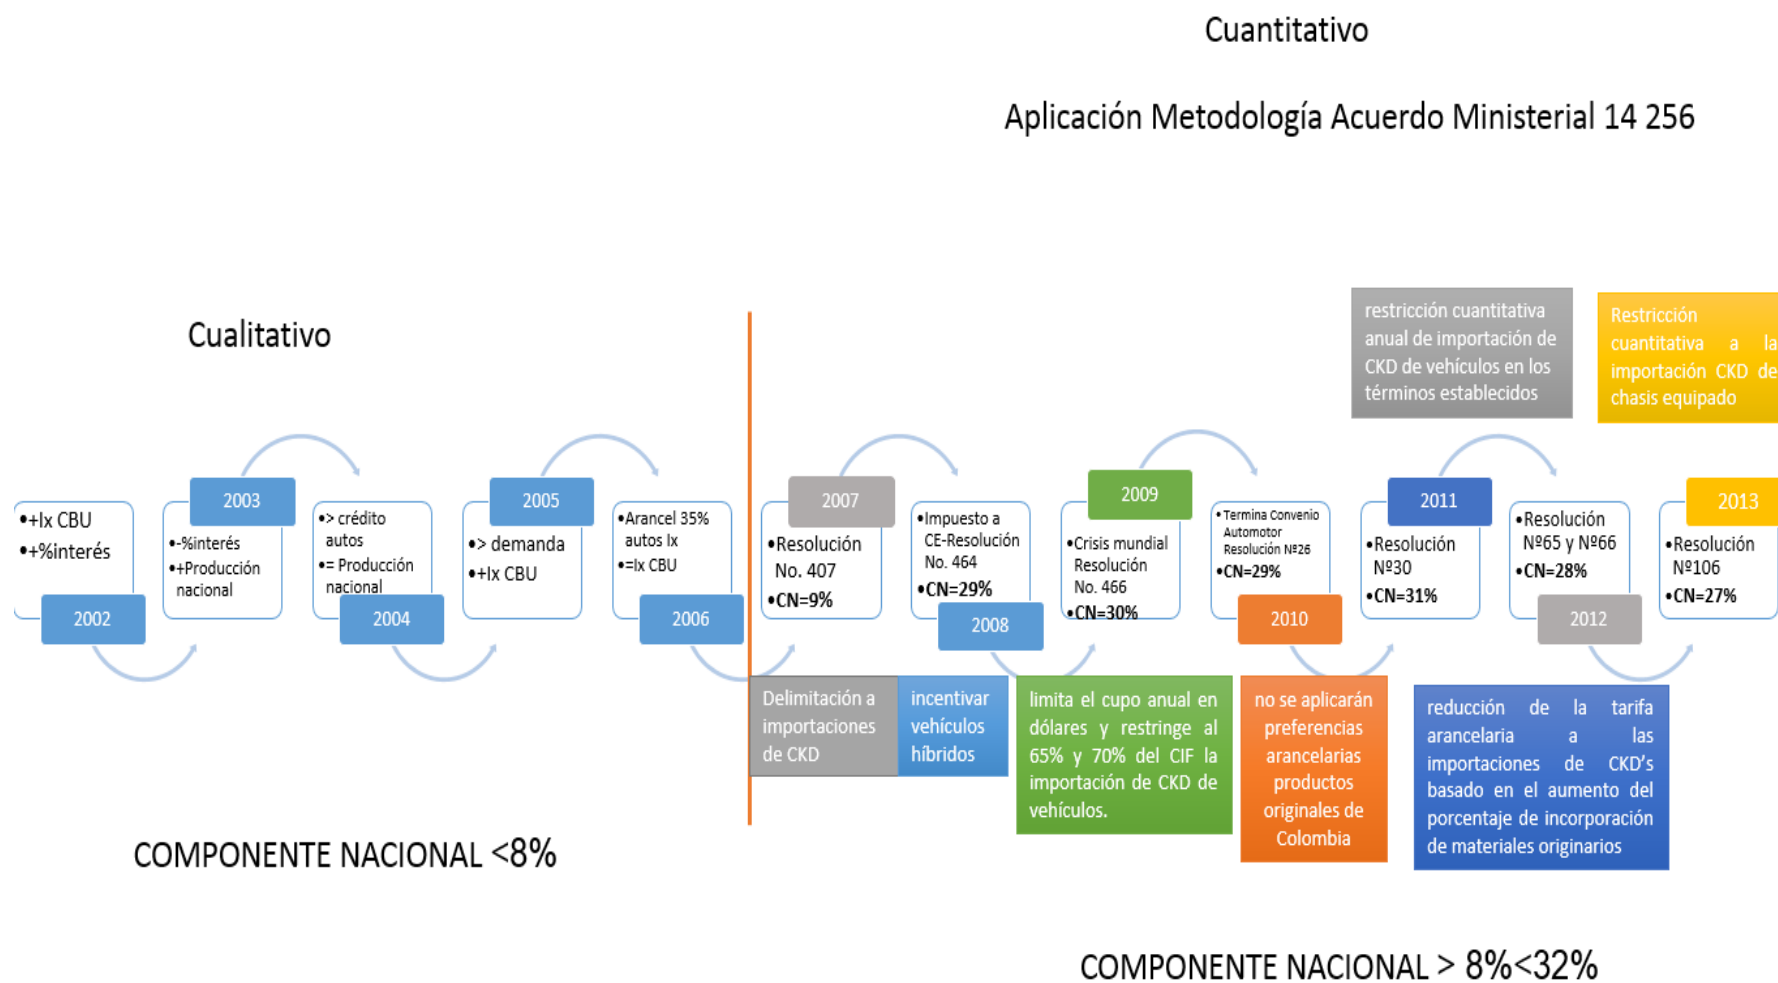 Cuantitativo
Aplicación Metodología Acuerdo Ministerial 14 256
Cualitativo
restricción cuantitativa
anual de importación de
CKD de vehículos en los
términos establecidos
Restricción
cuantitativa a la
importación CKD de
chasis equipado
•+Ix CBU
•+%interés
2002
2003
•-%interés
•+Producción
nacional
•> crédito
autos
•= Producción
nacional
2004
2005
•> demanda
•+Ix CBU
•Arancel 35%
autos Ix
•=Ix CBU
2006
2007
•Resolución
No. 407
•CN=9%
•Impuesto a
CE-Resolución
No. 464
•CN=29%
2008
2009
•Crisis mundial
Resolución
No. 466
•CN=30%
•Termina Convenio
Automotor
Resolución Nº26
•CN=29%
2010
2011
•Resolución
Nº30
•CN=31%
•Resolución
Nº65 y Nº66
•CN=28%
2012
2013
•Resolución
Nº106
•CN=27%
Delimitación a
importaciones
de CKD
incentivar
vehículos
híbridos
limita el cupo anual en
dólares y restringe al
65% y 70% del CIF la
importación de CKD de
vehículos.
no se aplicarán
preferencias
arancelarias
productos
originales de
Colombia
reducción de la tarifa
arancelaria a las
importaciones de CKD's
basado en el aumento del
porcentaje de incorporación
de materiales originarios
COMPONENTE NACIONAL <8%
COMPONENTE NACIONAL > 8%<32%